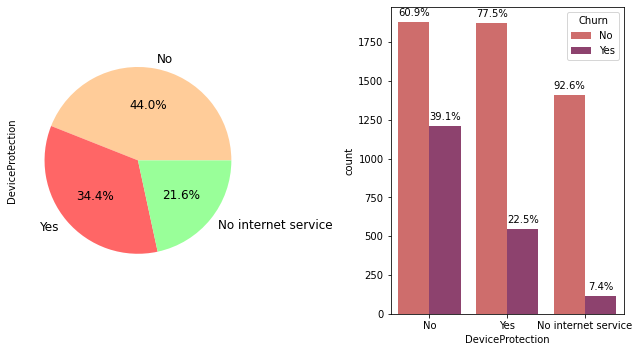 DeviceProtection
No
44.0%
34.4%
21.6%
Yes
No internet service
count
1750
1500
1250
1000
750
500
250
0
60.9%
77.5%
92.6%
39.1%
22.5%
7.4%
Churn
No
Yes
No Yes No internet service
DeviceProtection